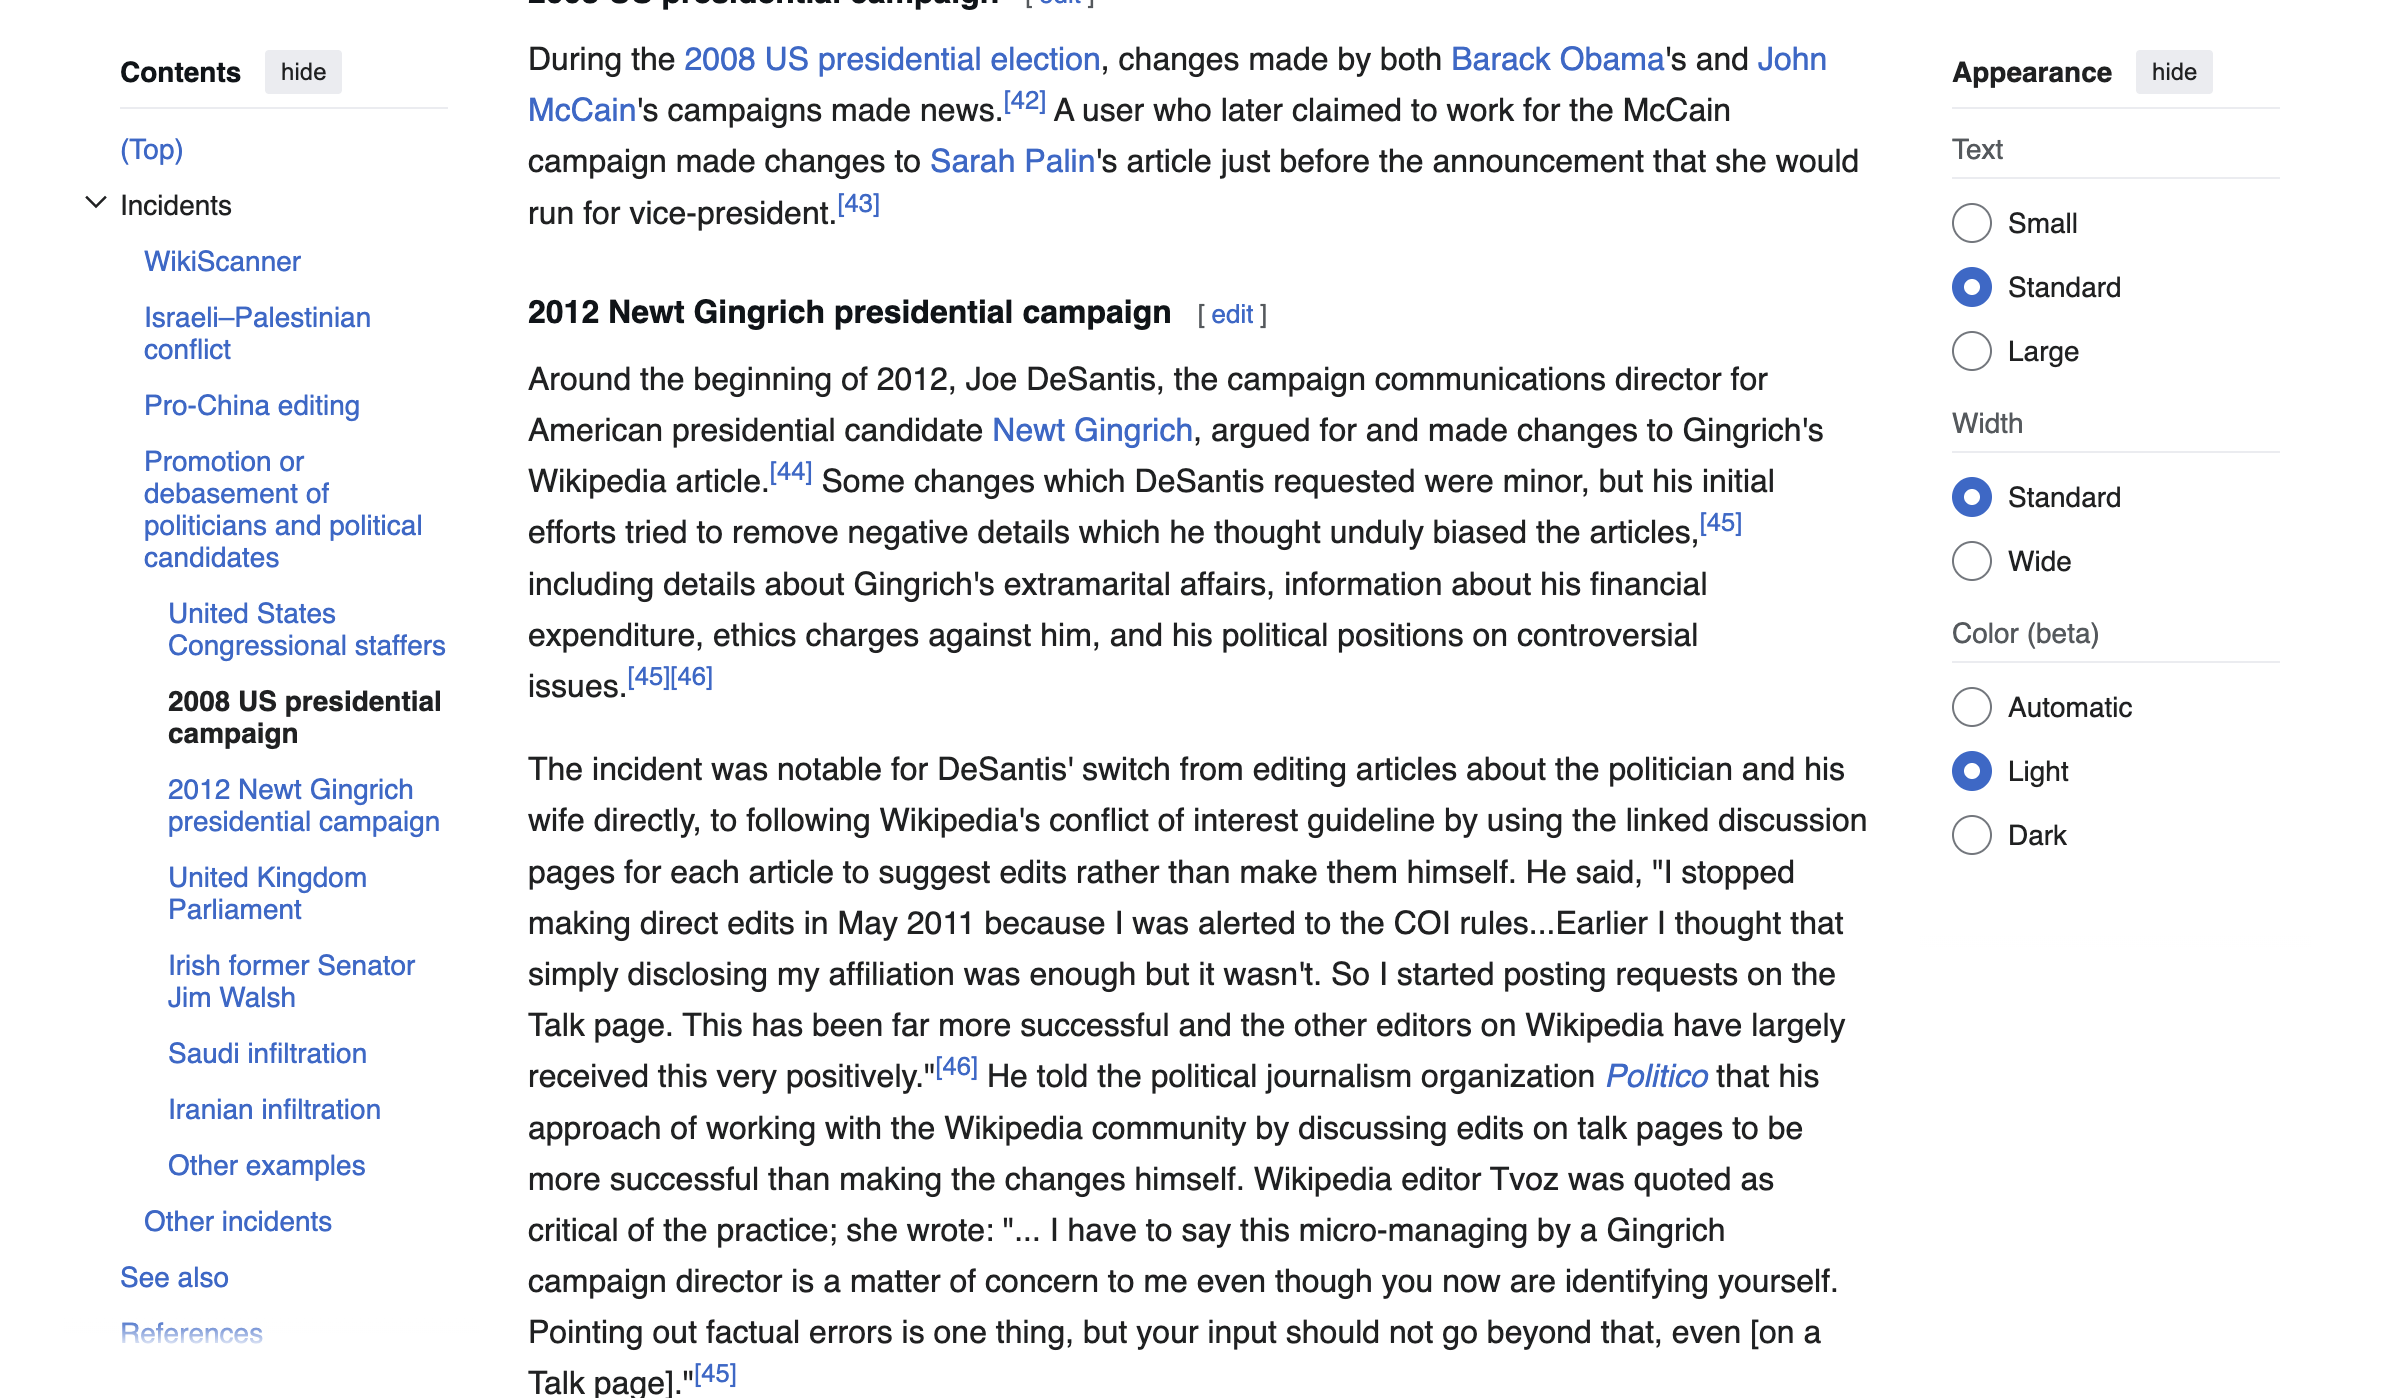 2008 US presidential campaign [ edit ]
Contents hide
(Top)
Incidents
WikiScanner
Israeli–Palestinian
conflict
Pro-China editing
Promotion or
debasement of
politicians and political
candidates
United States
Congressional staffers
2008 US presidential
campaign
2012 Newt Gingrich
presidential campaign
United Kingdom
Parliament
Irish former Senator
Jim Walsh
Saudi infiltration
Iranian infiltration
Other examples
Other incidents
See also
References
During the 2008 US presidential election, changes made by both Barack Obama's and John
McCain's campaigns made news.[42] A user who later claimed to work for the McCain
campaign made changes to Sarah Palin's article just before the announcement that she would
run for vice-president.[43]
2012 Newt Gingrich presidential campaign [ edit ]
Around the beginning of 2012, Joe DeSantis, the campaign communications director for
American presidential candidate Newt Gingrich, argued for and made changes to Gingrich's
Wikipedia article.[44] Some changes which DeSantis requested were minor, but his initial
efforts tried to remove negative details which he thought unduly biased the articles,[45]
including details about Gingrich's extramarital affairs, information about his financial
expenditure, ethics charges against him, and his political positions on controversial
issues.[45][46]
The incident was notable for DeSantis' switch from editing articles about the politician and his
wife directly, to following Wikipedia's conflict of interest guideline by using the linked discussion
pages for each article to suggest edits rather than make them himself. He said, "I stopped
making direct edits in May 2011 because I was alerted to the COI rules...Earlier I thought that
simply disclosing my affiliation was enough but it wasn't. So I started posting requests on the
Talk page. This has been far more successful and the other editors on Wikipedia have largely
received this very positively."[46] He told the political journalism organization Politico that his
approach of working with the Wikipedia community by discussing edits on talk pages to be
more successful than making the changes himself. Wikipedia editor Tvoz was quoted as
critical of the practice; she wrote: "... I have to say this micro-managing by a Gingrich
campaign director is a matter of concern to me even though you now are identifying yourself.
Pointing out factual errors is one thing, but your input should not go beyond that, even [on a
Talk page]."[45]
Appearance hide
Text
Small
Standard
Large
Width
Standard
Wide
Color (beta)
Automatic
Light
Dark